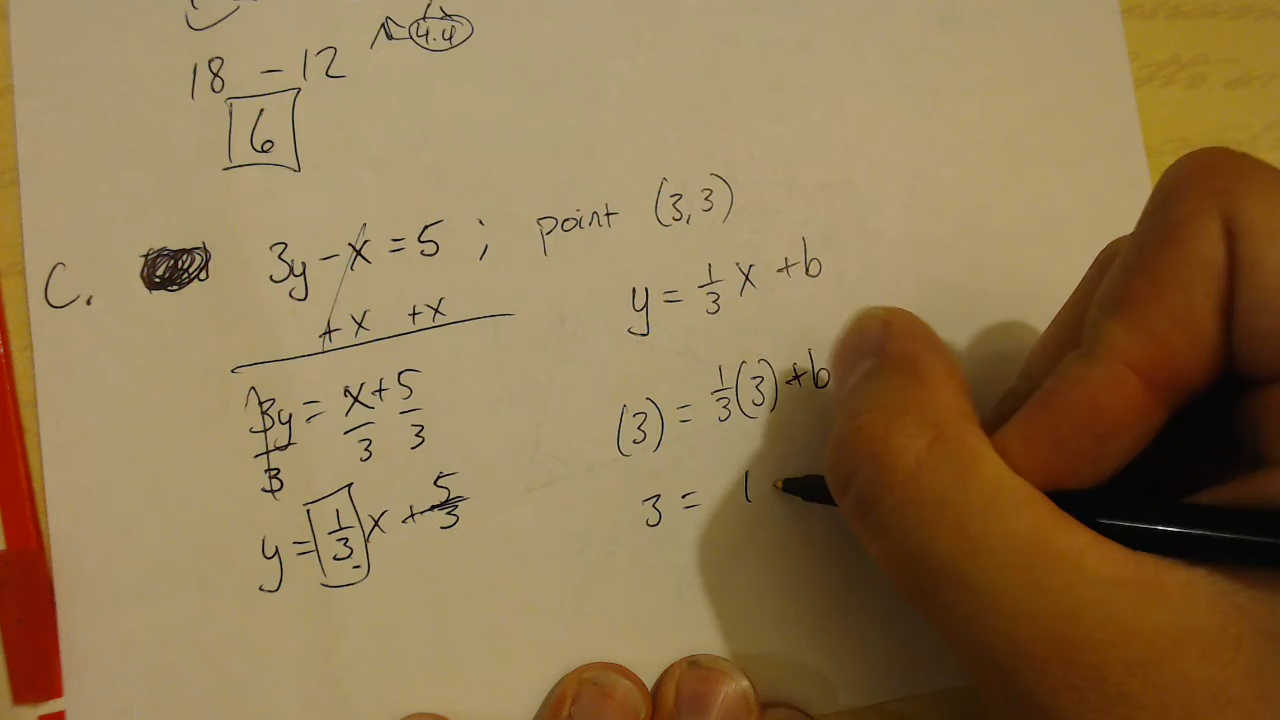 4.4
18 - 12
6
C. 3y - x = 5 ; point (3,3)
+x +x
3y = x + 5
3 3 3
y = 1/3 x + 5/3
y = 1/3 x + b
(3) = 1/3 (3) + b
3 = 1